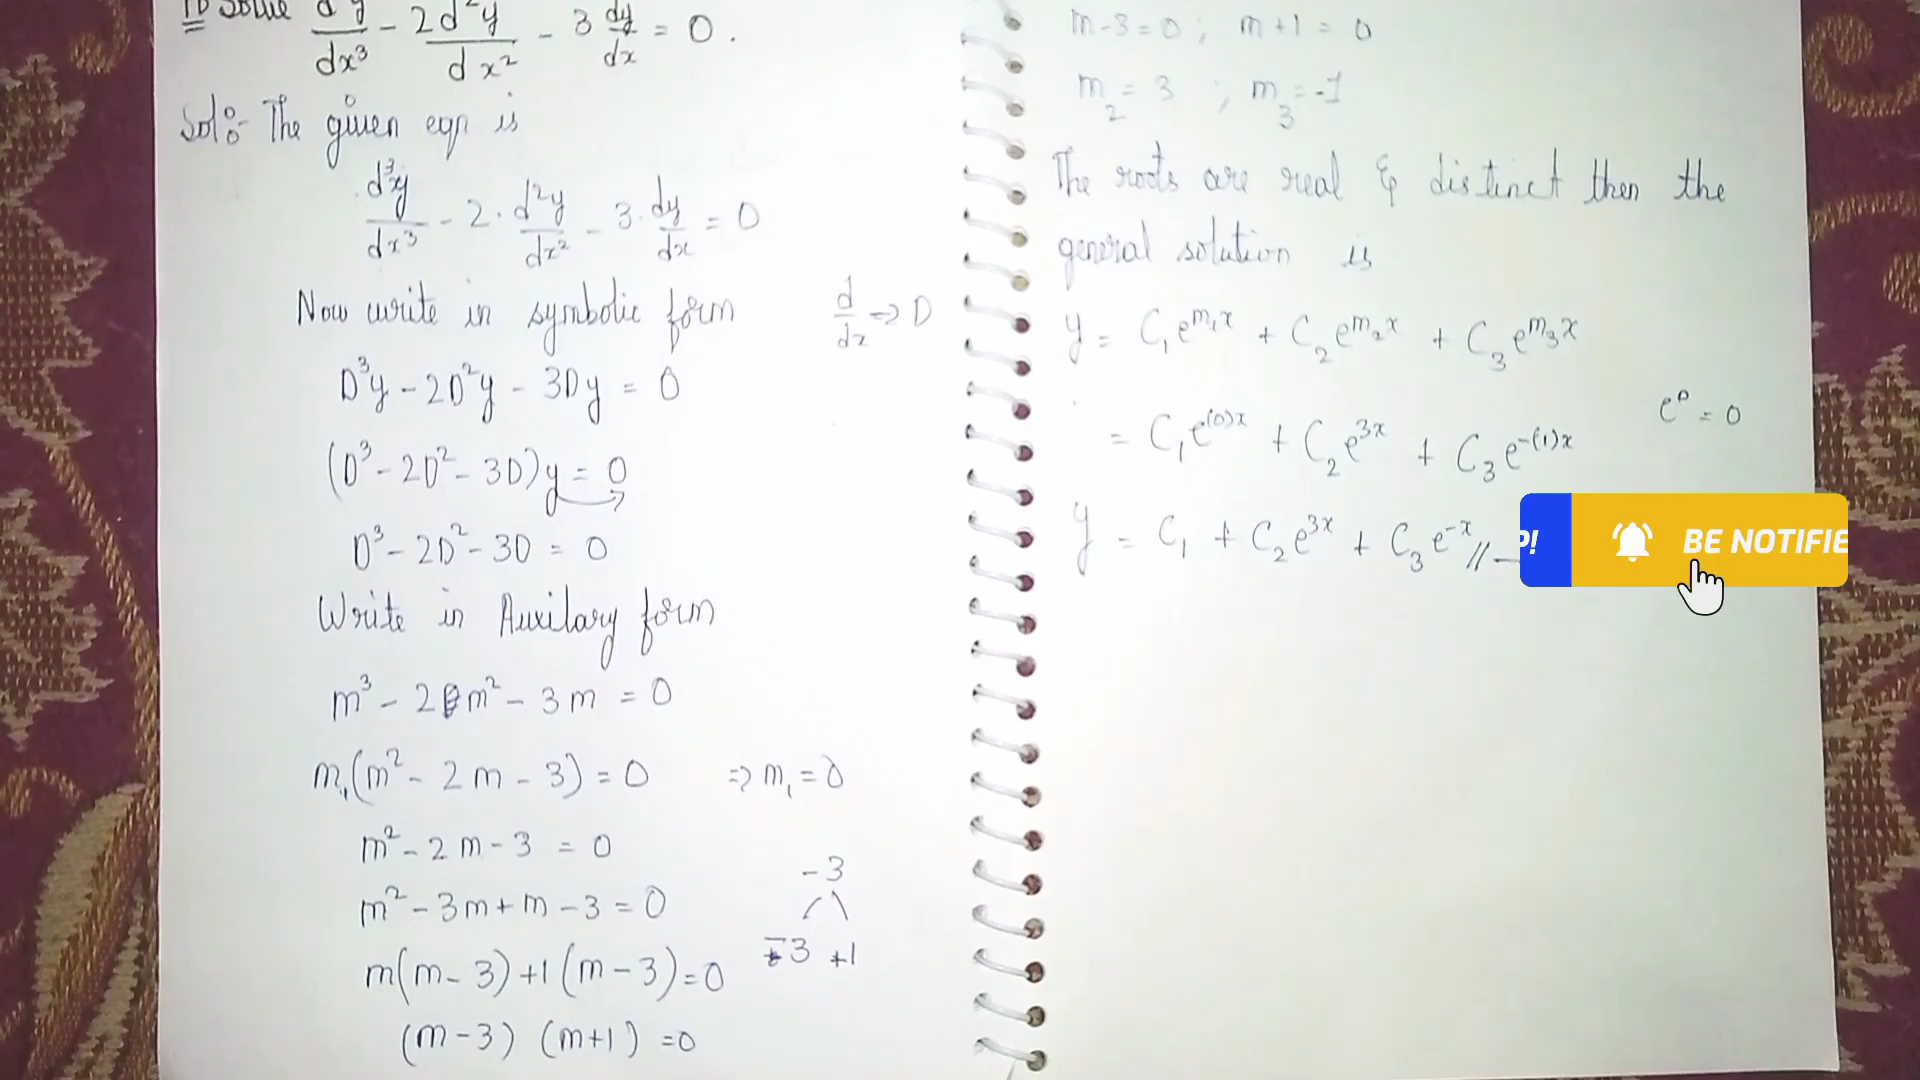 Solve d³y/dx³ - 2d²y/dx² - 3 dy/dx = 0.
Sol:- The given eqn is
d³y/dx³ - 2. d²y/dx² - 3. dy/dx = 0
Now write in symbolic form d/dx => D
D³y - 2D²y - 3Dy = 0
(D³ - 2D² - 3D)y = 0
D³ - 2D² - 3D = 0
Write in Auxilary form
m³ - 2m² - 3m = 0
m₁(m² - 2m - 3) = 0 => m₁ = 0
m² - 2m - 3 = 0
m² - 3m + m - 3 = 0
-3
-3 +1
m(m - 3) + 1(m - 3) = 0
(m - 3) (m + 1) = 0
m - 3 = 0 ; m + 1 = 0
m₂ = 3 ; m₃ = -1
The roots are real & distinct then the
general solution is
y = C₁e^m₁x + C₂e^m₂x + C₃e^m₃x
= C₁e^(0)x + C₂e^3x + C₃e^-(1)x
e⁰ = 0
y = C₁ + C₂e^3x + C₃e^-x //
P! BE NOTIFIE